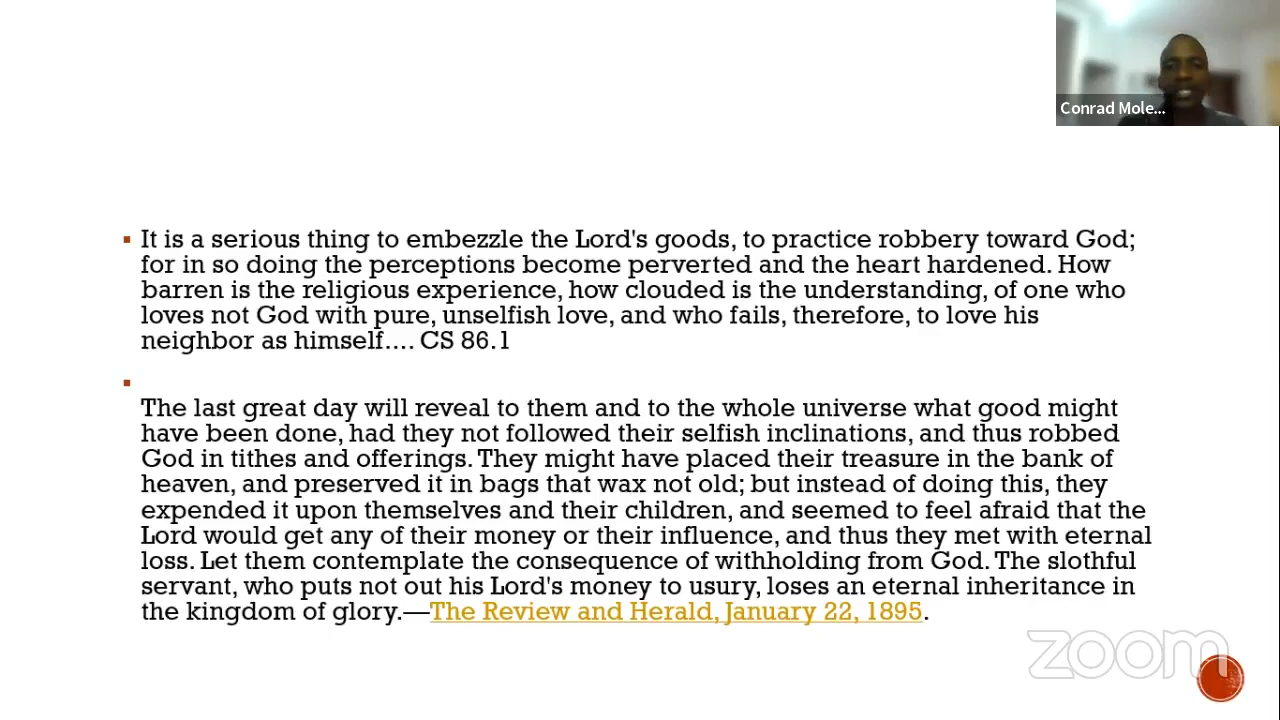 Conrad Mole...
It is a serious thing to embezzle the Lord's goods, to practice robbery toward God;
for in so doing the perceptions become perverted and the heart hardened. How
barren is the religious experience, how clouded is the understanding, of one who
loves not God with pure, unselfish love, and who fails, therefore, to love his
neighbor as himself.... CS 86.1
The last great day will reveal to them and to the whole universe what good might
have been done, had they not followed their selfish inclinations, and thus robbed
God in tithes and offerings. They might have placed their treasure in the bank of
heaven, and preserved it in bags that wax not old; but instead of doing this, they
expended it upon themselves and their children, and seemed to feel afraid that the
Lord would get any of their money or their influence, and thus they met with eternal
loss. Let them contemplate the consequence of withholding from God. The slothful
servant, who puts not out his Lord's money to usury, loses an eternal inheritance in
the kingdom of glory.—The Review and Herald, January 22, 1895.
zoom